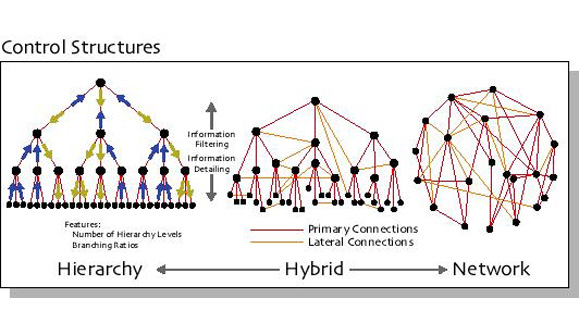 Control Structures
Information
Filtering
Information
Detailing
Features:
Number of Hierarchy Levels
Branching Ratios
Primary Connections
Lateral Connections
Hierarchy
Hybrid
Network